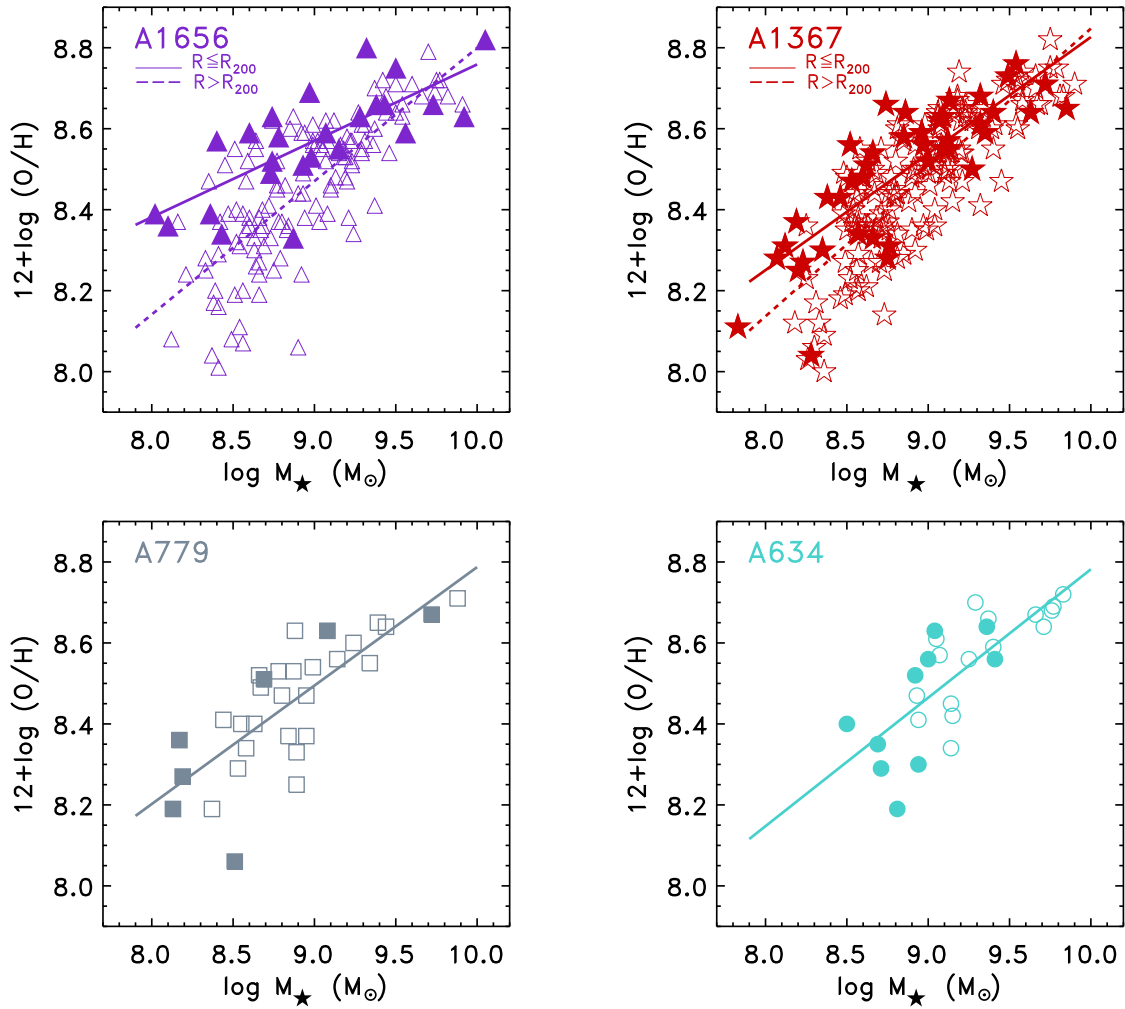 A1656
R≦R₂₀₀
R>R₂₀₀
8.8
8.6
8.4
8.2
8.0
12+log (O/H)
8.0 8.5 9.0 9.5 10.0
log M★ (M⊙)
A1367
R≦R₂₀₀
R>R₂₀₀
8.8
8.6
8.4
8.2
8.0
12+log (O/H)
8.0 8.5 9.0 9.5 10.0
log M★ (M⊙)
A779
8.8
8.6
8.4
8.2
8.0
12+log (O/H)
8.0 8.5 9.0 9.5 10.0
log M★ (M⊙)
A634
8.8
8.6
8.4
8.2
8.0
12+log (O/H)
8.0 8.5 9.0 9.5 10.0
log M★ (M⊙)